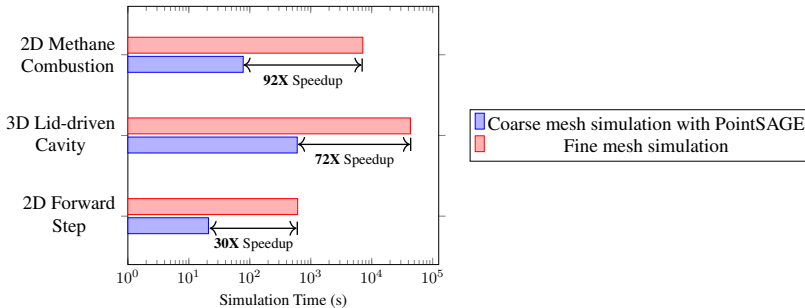 2D Methane
Combustion
92X Speedup
3D Lid-driven
Cavity
72X Speedup
2D Forward
Step
30X Speedup
10^0 10^1 10^2 10^3 10^4 10^5
Simulation Time (s)
Coarse mesh simulation with PointSAGE
Fine mesh simulation